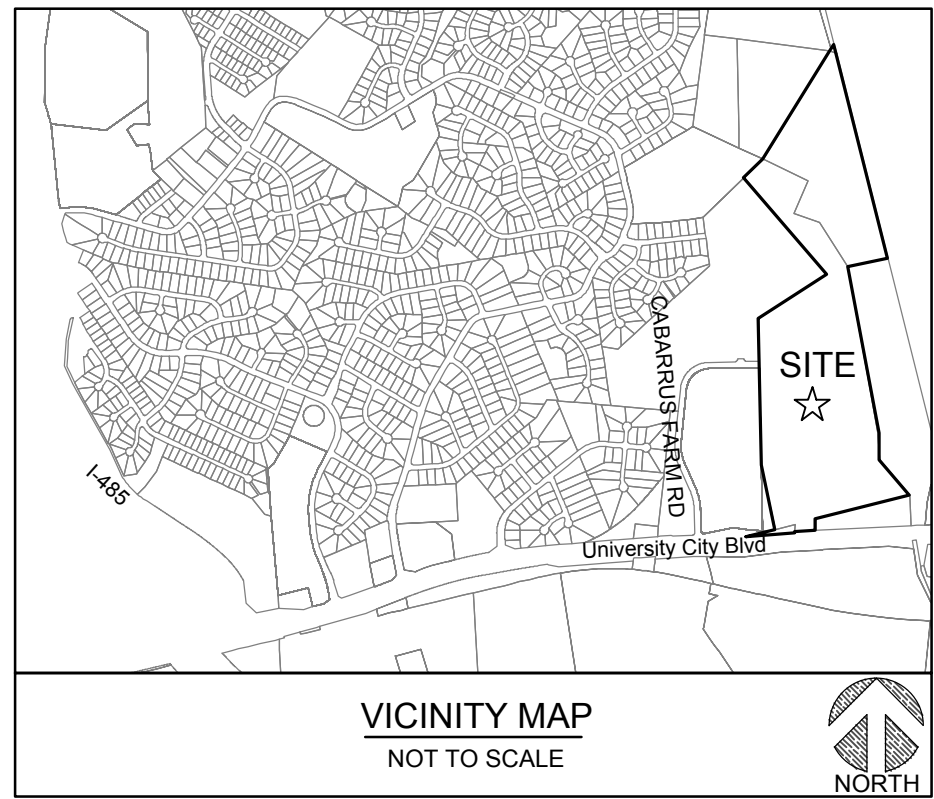 SITE
CABARRUS FARM RD
I-485
University City Blvd
VICINITY MAP
NOT TO SCALE
NORTH